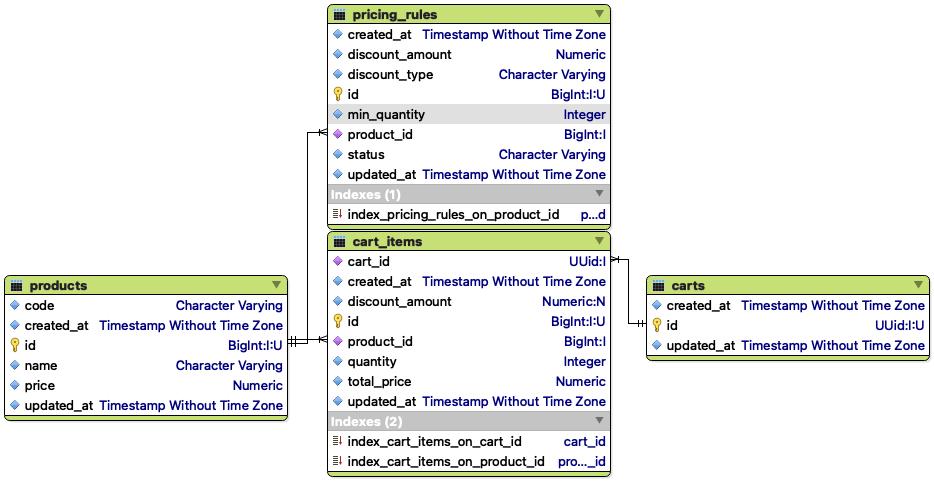 pricing_rules
created_at Timestamp Without Time Zone
discount_amount Numeric
discount_type Character Varying
id BigInt:I:U
min_quantity Integer
product_id BigInt:I
status Character Varying
updated_at Timestamp Without Time Zone
Indexes (1)
index_pricing_rules_on_product_id p...d
cart_items
cart_id UUid:I
created_at Timestamp Without Time Zone
discount_amount Numeric:N
id BigInt:I:U
product_id BigInt:I
quantity Integer
total_price Numeric
updated_at Timestamp Without Time Zone
Indexes (2)
index_cart_items_on_cart_id cart_id
index_cart_items_on_product_id pro..._id
products
code Character Varying
created_at Timestamp Without Time Zone
id BigInt:I:U
name Character Varying
price Numeric
updated_at Timestamp Without Time Zone
carts
created_at Timestamp Without Time Zone
id UUid:I:U
updated_at Timestamp Without Time Zone